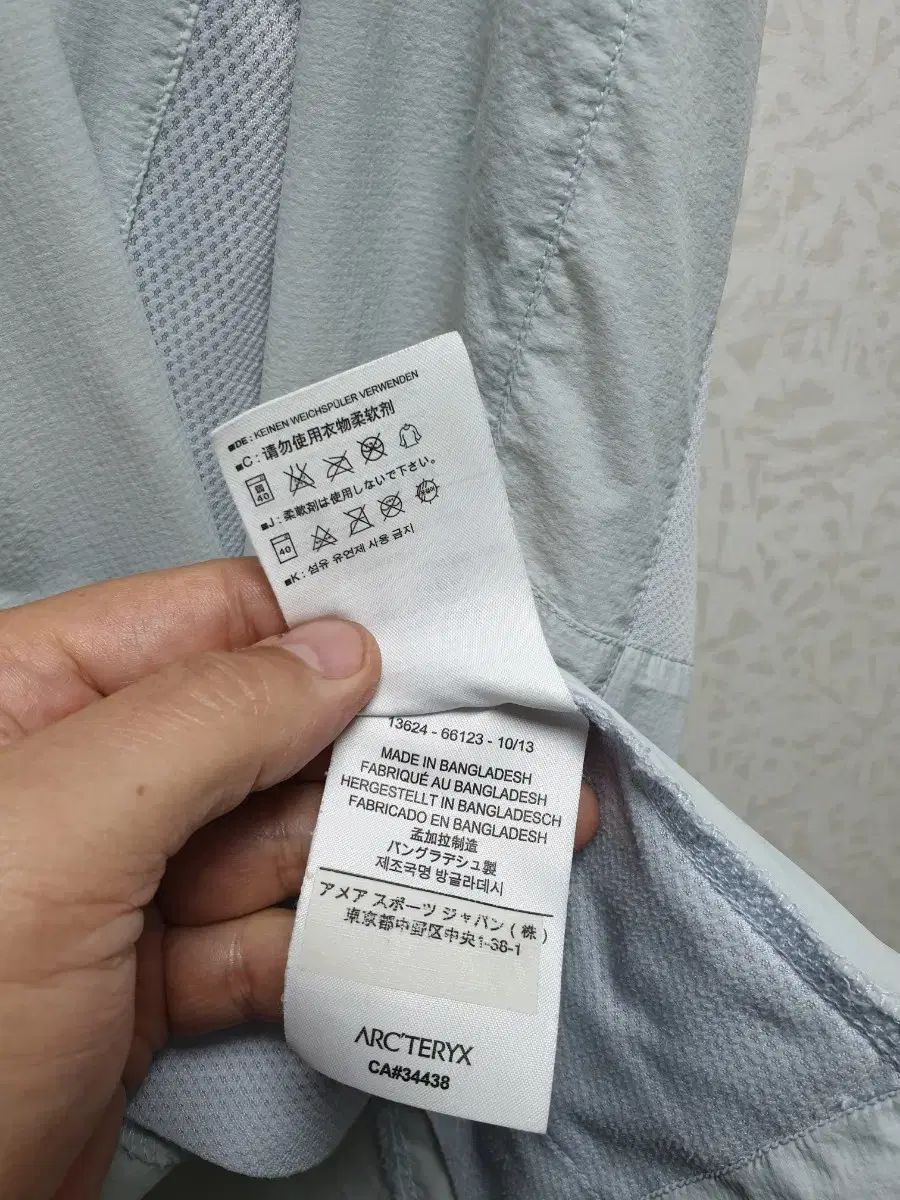 ■DE: KEINEN WEICHSPÜLER VERWENDEN
■C: 请勿使用衣物柔软剂
40
■J: 柔軟剤は使用しないで下さい。
40
■K: 섬유 유연제 사용 금지
13624 - 66123 - 10/13
MADE IN BANGLADESH
FABRIQUÉ AU BANGLADESH
HERGESTELLT IN BANGLADESCH
FABRICADO EN BANGLADESH
孟加拉制造
バングラデシュ製
제조국명 방글라데시
アメア スポーツ ジャパン (株)
東京都中野区中央1-38-1
ARC'TERYX
CA#34438